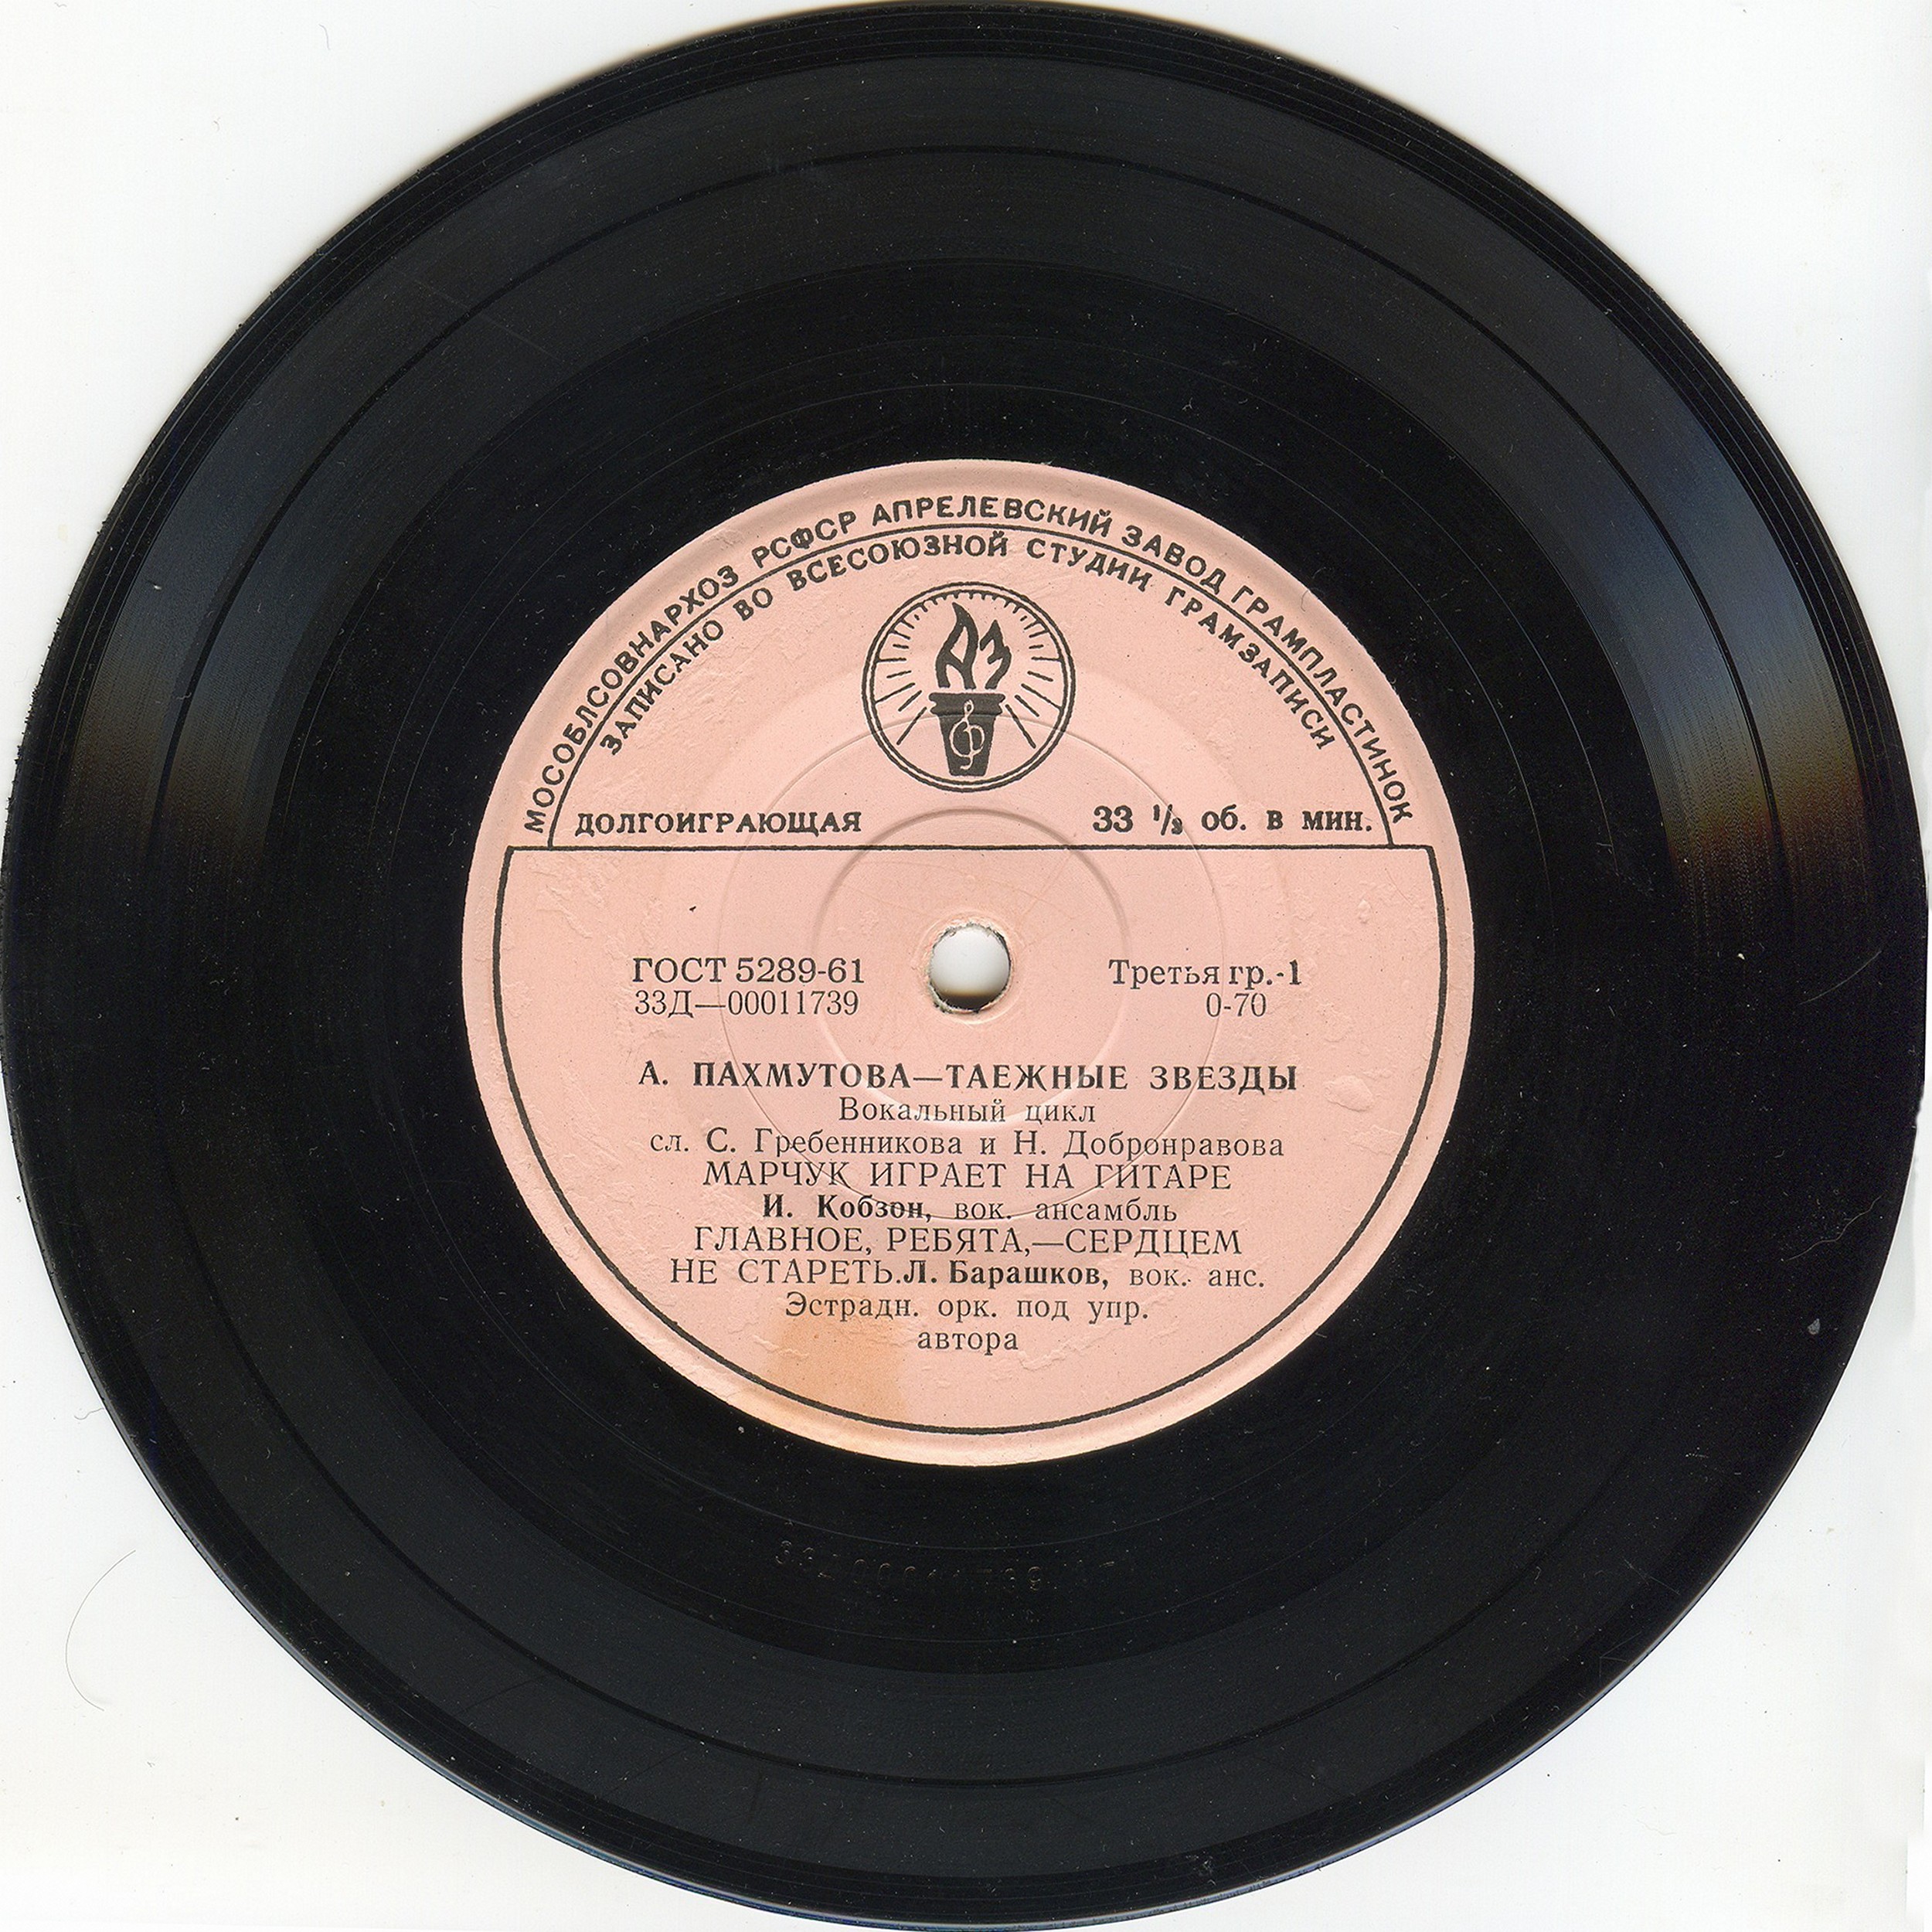 МОСОБЛСОВНАРХОЗ РСФСР АПРЕЛЕВСКИЙ ЗАВОД ГРАМПЛАСТИНОК
ЗАПИСАНО ВО ВСЕСОЮЗНОЙ СТУДИИ ГРАМЗАПИСИ
ДОЛГОИГРАЮЩАЯ 33 1/3 об. в мин.
ГОСТ 5289-61 Третья гр.-1
33Д—00011739 0-70
А. ПАХМУТОВА—ТАЕЖНЫЕ ЗВЕЗДЫ
Вокальный цикл
сл. С. Гребенникова и Н. Добронравова
МАРЧУК ИГРАЕТ НА ГИТАРЕ
И. Кобзон, вок. ансамбль
ГЛАВНОЕ, РЕБЯТА,—СЕРДЦЕМ
НЕ СТАРЕТЬ.Л. Барашков, вок. анс.
Эстрадн. орк. под упр.
автора